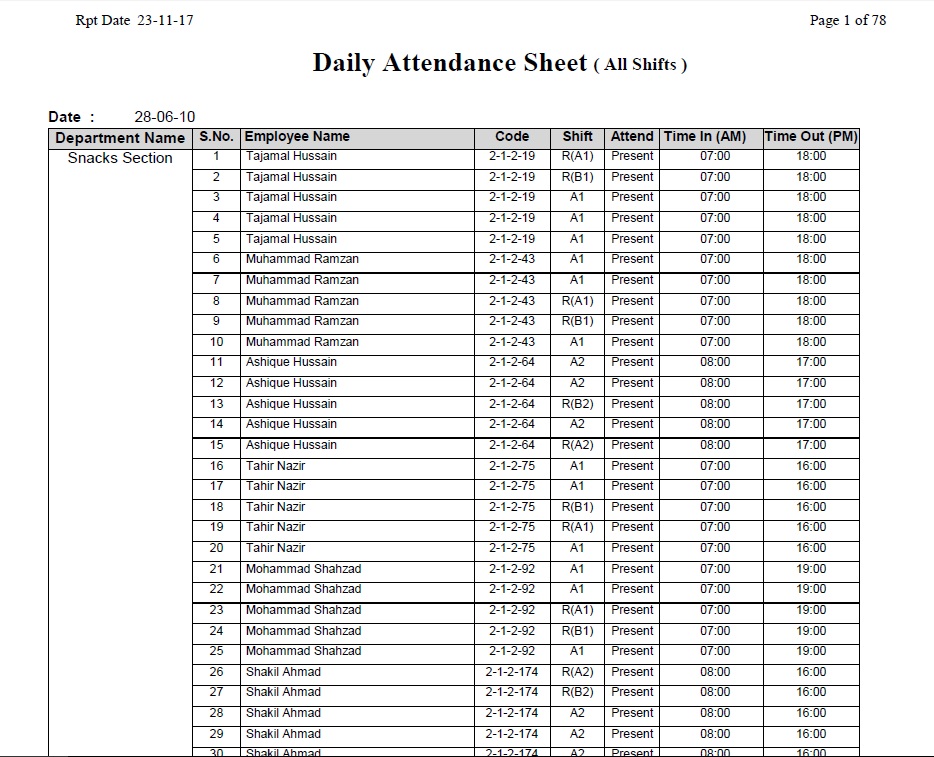 Rpt Date 23-11-17 Page 1 of 78
Daily Attendance Sheet ( All Shifts )
Date : 28-06-10
Department Name S.No. Employee Name Code Shift Attend Time In (AM) Time Out (PM)
Snacks Section 1 Tajamal Hussain 2-1-2-19 R(A1) Present 07:00 18:00
2 Tajamal Hussain 2-1-2-19 R(B1) Present 07:00 18:00
3 Tajamal Hussain 2-1-2-19 A1 Present 07:00 18:00
4 Tajamal Hussain 2-1-2-19 A1 Present 07:00 18:00
5 Tajamal Hussain 2-1-2-19 A1 Present 07:00 18:00
6 Muhammad Ramzan 2-1-2-43 A1 Present 07:00 18:00
7 Muhammad Ramzan 2-1-2-43 A1 Present 07:00 18:00
8 Muhammad Ramzan 2-1-2-43 R(A1) Present 07:00 18:00
9 Muhammad Ramzan 2-1-2-43 R(B1) Present 07:00 18:00
10 Muhammad Ramzan 2-1-2-43 A1 Present 07:00 18:00
11 Ashique Hussain 2-1-2-64 A2 Present 08:00 17:00
12 Ashique Hussain 2-1-2-64 A2 Present 08:00 17:00
13 Ashique Hussain 2-1-2-64 R(B2) Present 08:00 17:00
14 Ashique Hussain 2-1-2-64 A2 Present 08:00 17:00
15 Ashique Hussain 2-1-2-64 R(A2) Present 08:00 17:00
16 Tahir Nazir 2-1-2-75 A1 Present 07:00 16:00
17 Tahir Nazir 2-1-2-75 A1 Present 07:00 16:00
18 Tahir Nazir 2-1-2-75 R(B1) Present 07:00 16:00
19 Tahir Nazir 2-1-2-75 R(A1) Present 07:00 16:00
20 Tahir Nazir 2-1-2-75 A1 Present 07:00 16:00
21 Mohammad Shahzad 2-1-2-92 A1 Present 07:00 19:00
22 Mohammad Shahzad 2-1-2-92 A1 Present 07:00 19:00
23 Mohammad Shahzad 2-1-2-92 R(A1) Present 07:00 19:00
24 Mohammad Shahzad 2-1-2-92 R(B1) Present 07:00 19:00
25 Mohammad Shahzad 2-1-2-92 A1 Present 07:00 19:00
26 Shakil Ahmad 2-1-2-174 R(A2) Present 08:00 16:00
27 Shakil Ahmad 2-1-2-174 R(B2) Present 08:00 16:00
28 Shakil Ahmad 2-1-2-174 A2 Present 08:00 16:00
29 Shakil Ahmad 2-1-2-174 A2 Present 08:00 16:00
30 Shakil Ahmad 2-1-2-174 A2 Present 08:00 16:00